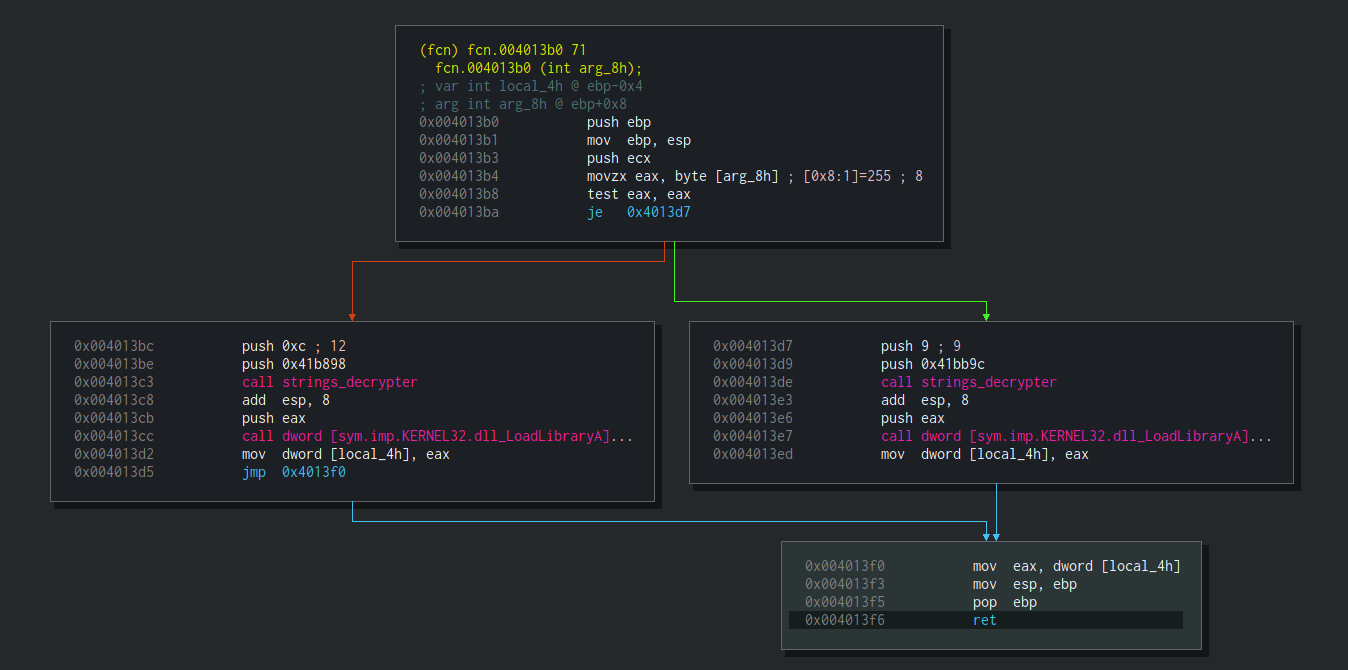 (fcn) fcn.004013b0 71
fcn.004013b0 (int arg_8h);
; var int local_4h @ ebp-0x4
; arg int arg_8h @ ebp+0x8
0x004013b0 push ebp
0x004013b1 mov ebp, esp
0x004013b3 push ecx
0x004013b4 movzx eax, byte [arg_8h] ; [0x8:1]=255 ; 8
0x004013b8 test eax, eax
0x004013ba je 0x4013d7
0x004013bc push 0xc ; 12
0x004013be push 0x41b898
0x004013c3 call strings_decrypter
0x004013c8 add esp, 8
0x004013cb push eax
0x004013cc call dword [sym.imp.KERNEL32.dll_LoadLibraryA]...
0x004013d2 mov dword [local_4h], eax
0x004013d5 jmp 0x4013f0
0x004013d7 push 9 ; 9
0x004013d9 push 0x41bb9c
0x004013de call strings_decrypter
0x004013e3 add esp, 8
0x004013e6 push eax
0x004013e7 call dword [sym.imp.KERNEL32.dll_LoadLibraryA]...
0x004013ed mov dword [local_4h], eax
0x004013f0 mov eax, dword [local_4h]
0x004013f3 mov esp, ebp
0x004013f5 pop ebp
0x004013f6 ret